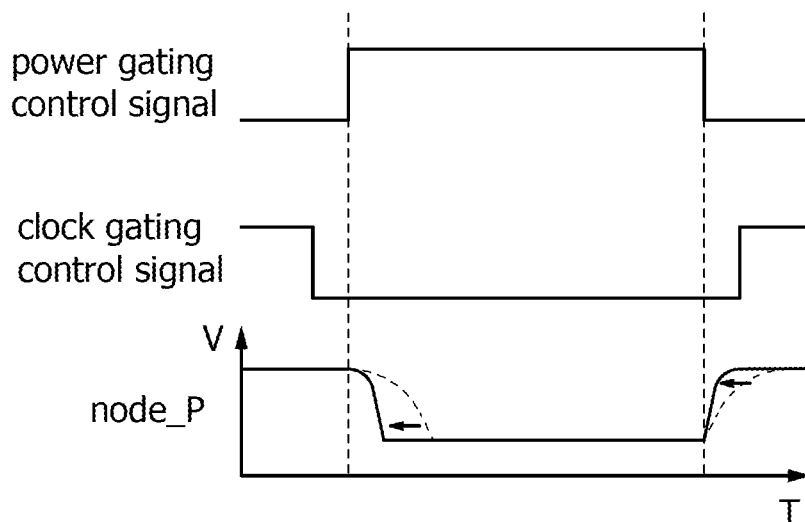 power gating
control signal
clock gating
control signal
V
node_P
T